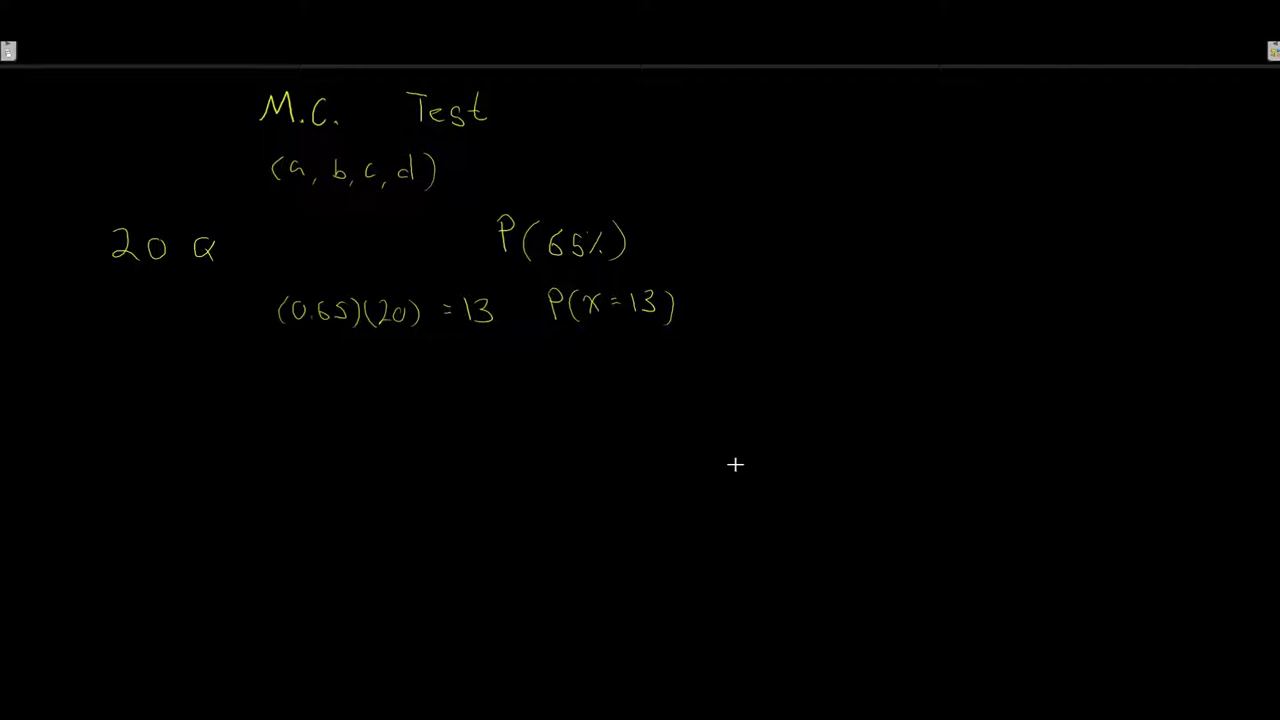 M.C. Test
(a, b, c, d)
20 Q P(65%)
(0.65)(20) = 13 P(x = 13)